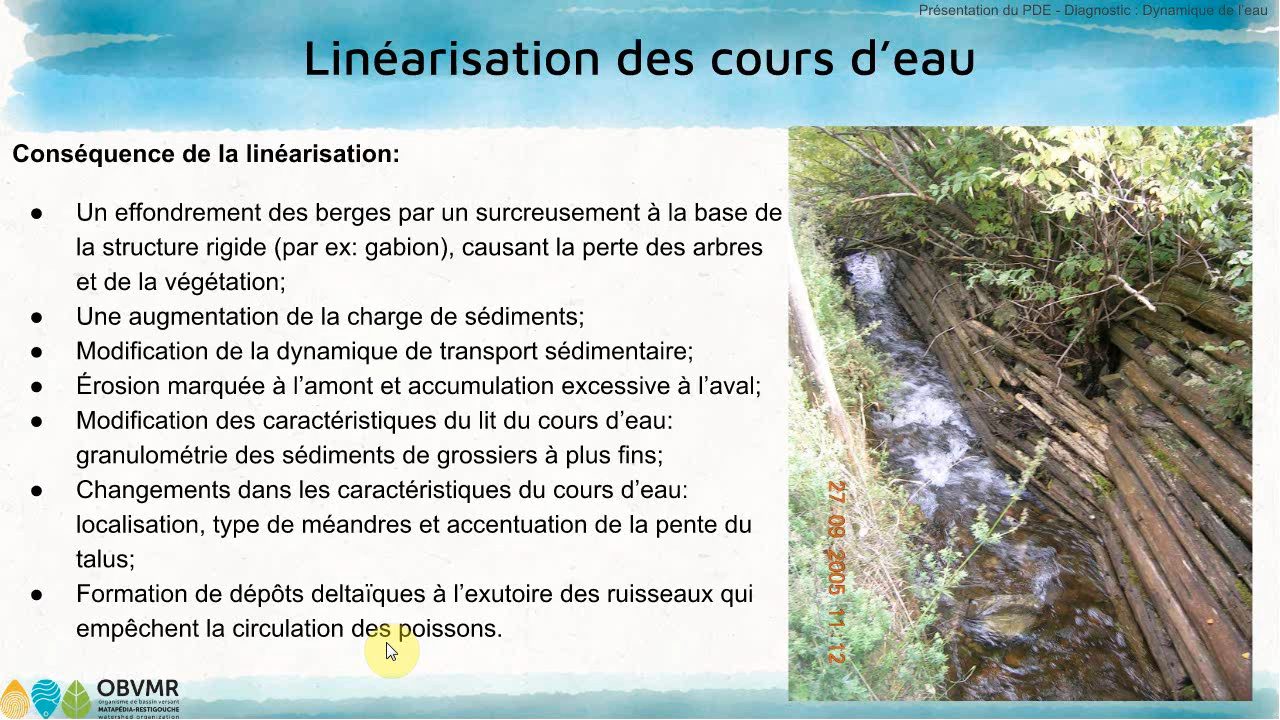 Présentation du PDE - Diagnostic : Dynamique de l'eau
Linéarisation des cours d'eau
Conséquence de la linéarisation:
● Un effondrement des berges par un surcreusement à la base de
la structure rigide (par ex: gabion), causant la perte des arbres
et de la végétation;
● Une augmentation de la charge de sédiments;
● Modification de la dynamique de transport sédimentaire;
● Érosion marquée à l'amont et accumulation excessive à l'aval;
● Modification des caractéristiques du lit du cours d'eau:
granulométrie des sédiments de grossiers à plus fins;
● Changements dans les caractéristiques du cours d'eau:
localisation, type de méandres et accentuation de la pente du
talus;
● Formation de dépôts deltaïques à l'exutoire des ruisseaux qui
empêchent la circulation des poissons.
27 09 2005 11:12
OBVMR
organisme de bassin versant
MATAPÉDIA-RESTIGOUCHE
watershed organization